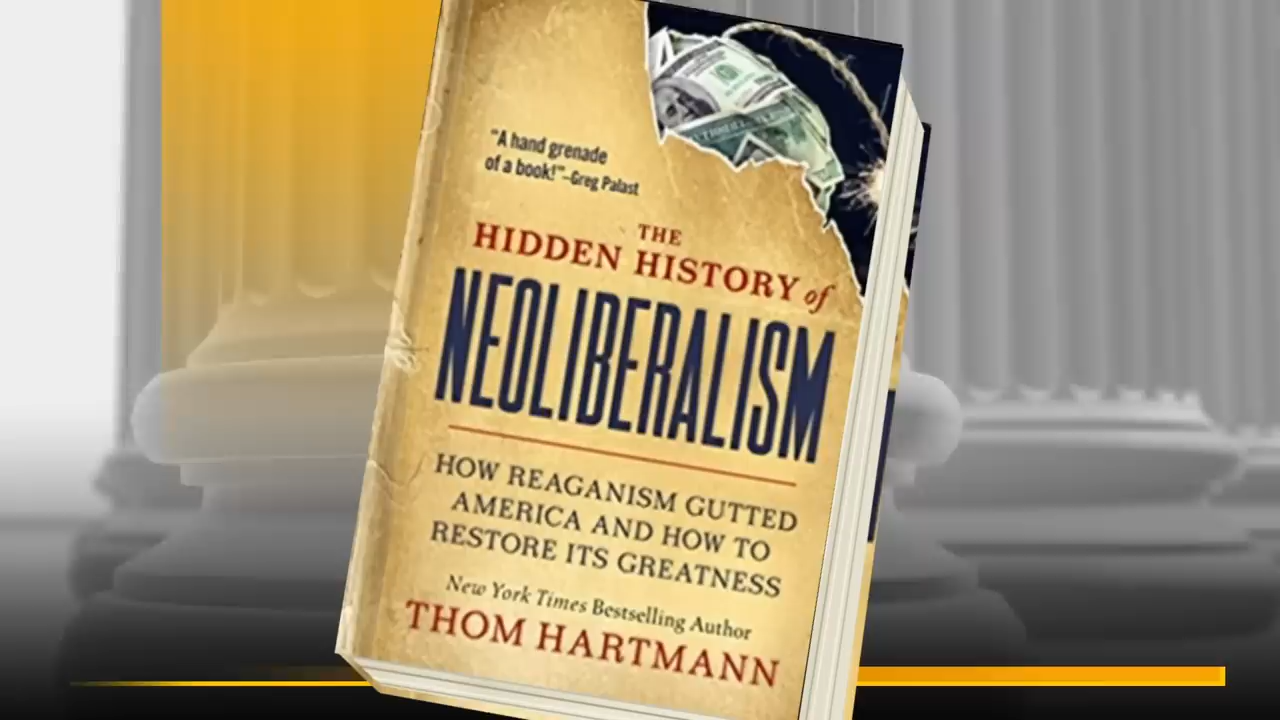 "A hand grenade
of a book!"–Greg Palast
THE
HIDDEN HISTORY of
NEOLIBERALISM
HOW REAGANISM GUTTED
AMERICA AND HOW TO
RESTORE ITS GREATNESS
New York Times Bestselling Author
THOM HARTMANN